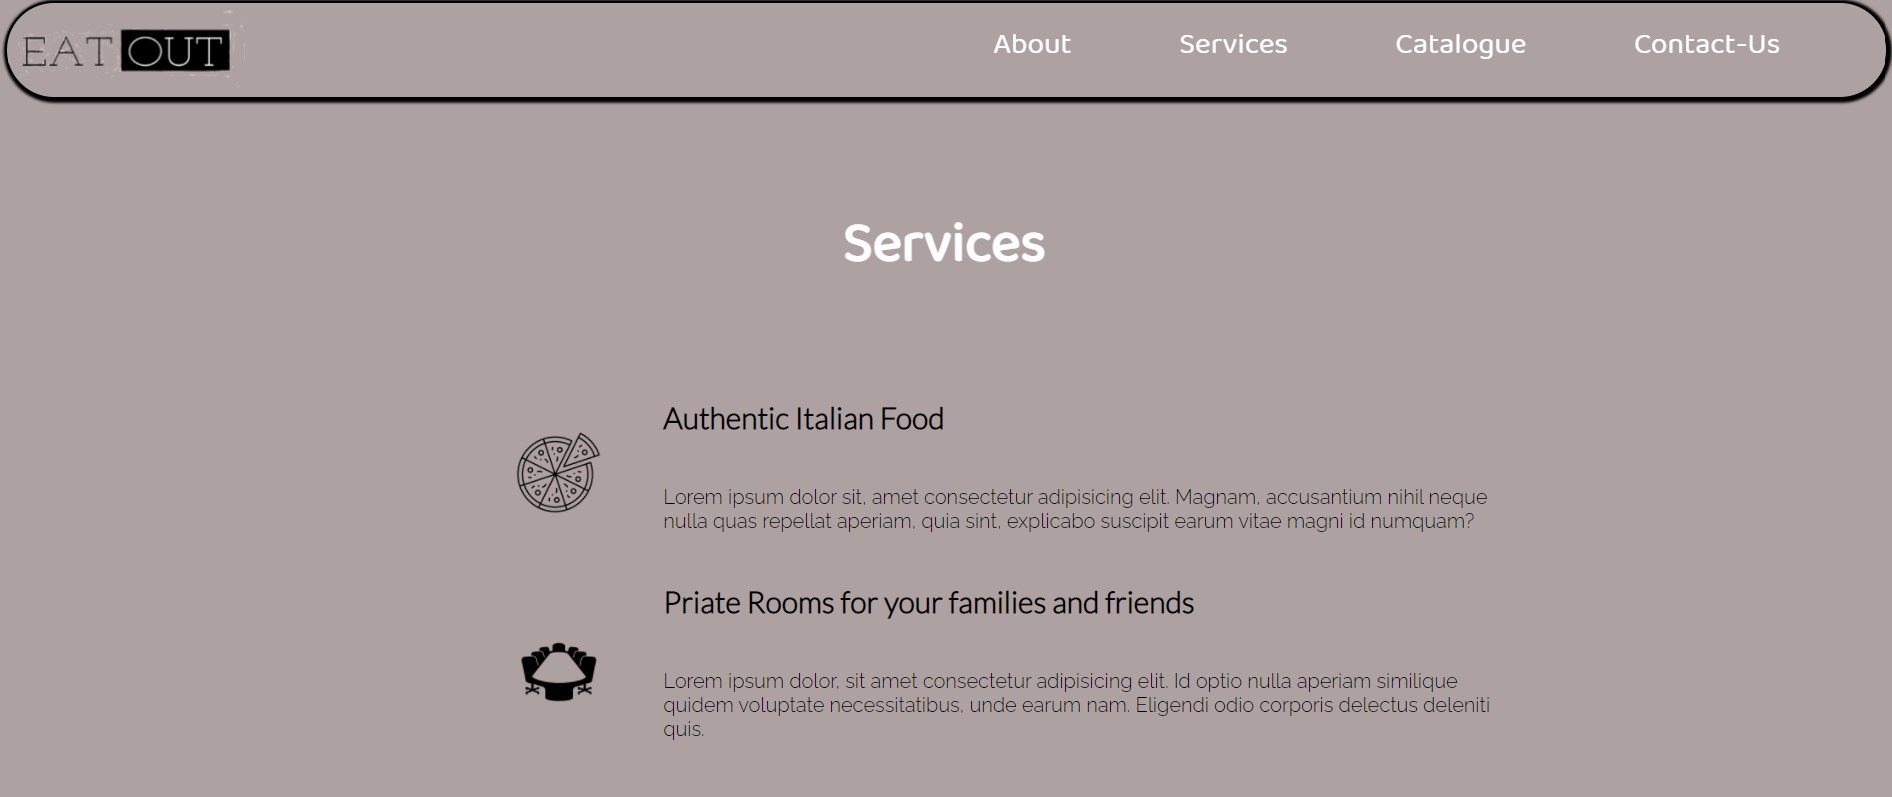 EAT OUT
About Services Catalogue Contact-Us
Services
Authentic Italian Food
Lorem ipsum dolor sit, amet consectetur adipisicing elit. Magnam, accusantium nihil neque
nulla quas repellat aperiam, quia sint, explicabo suscipit earum vitae magni id numquam?
Priate Rooms for your families and friends
Lorem ipsum dolor, sit amet consectetur adipisicing elit. Id optio nulla aperiam similique
quidem voluptate necessitatibus, unde earum nam. Eligendi odio corporis delectus deleniti
quis.